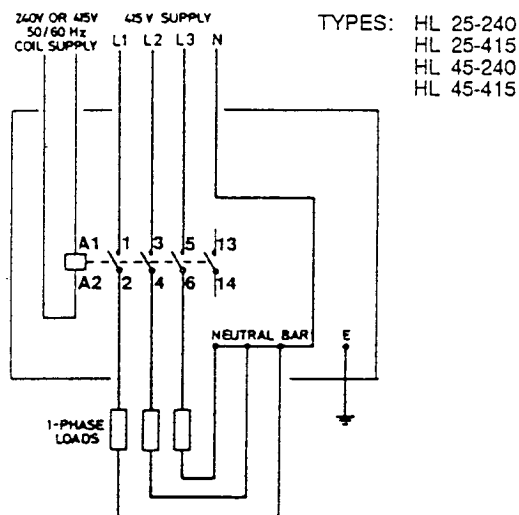 240V OR 415V
50/60 Hz
COIL SUPPLY
415 V SUPPLY
L1 L2 L3 N
TYPES: HL 25-240
HL 25-415
HL 45-240
HL 45-415
A1 1 3 5 13
A2 2 4 6 14
NEUTRAL BAR E
1-PHASE
LOADS